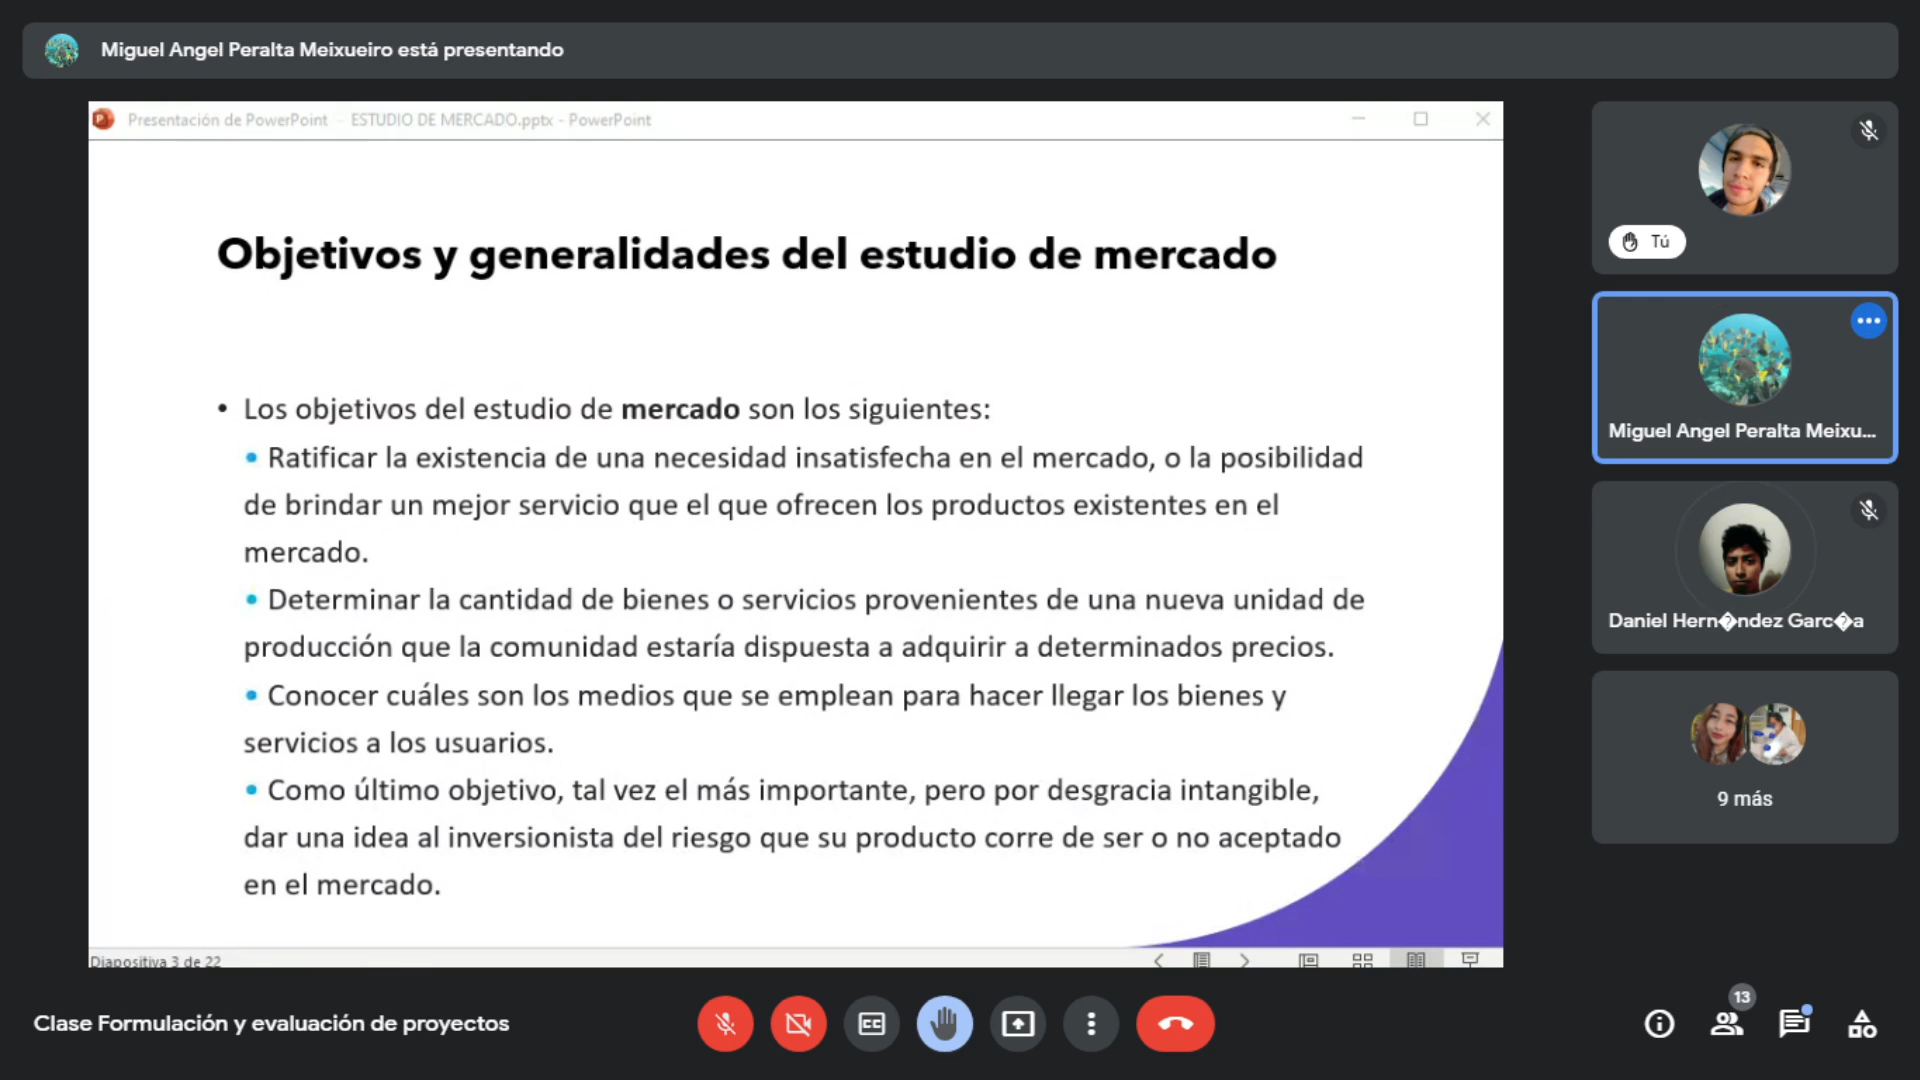 Miguel Angel Peralta Meixueiro está presentando
Presentación de PowerPoint - ESTUDIO DE MERCADO.pptx - PowerPoint
Objetivos y generalidades del estudio de mercado
• Los objetivos del estudio de mercado son los siguientes:
• Ratificar la existencia de una necesidad insatisfecha en el mercado, o la posibilidad
de brindar un mejor servicio que el que ofrecen los productos existentes en el
mercado.
• Determinar la cantidad de bienes o servicios provenientes de una nueva unidad de
producción que la comunidad estaría dispuesta a adquirir a determinados precios.
• Conocer cuáles son los medios que se emplean para hacer llegar los bienes y
servicios a los usuarios.
• Como último objetivo, tal vez el más importante, pero por desgracia intangible,
dar una idea al inversionista del riesgo que su producto corre de ser o no aceptado
en el mercado.
Diapositiva 3 de 22
Tú
Miguel Angel Peralta Meixu...
Daniel Hern�ndez Garc�a
9 más
Clase Formulación y evaluación de proyectos
CC
13